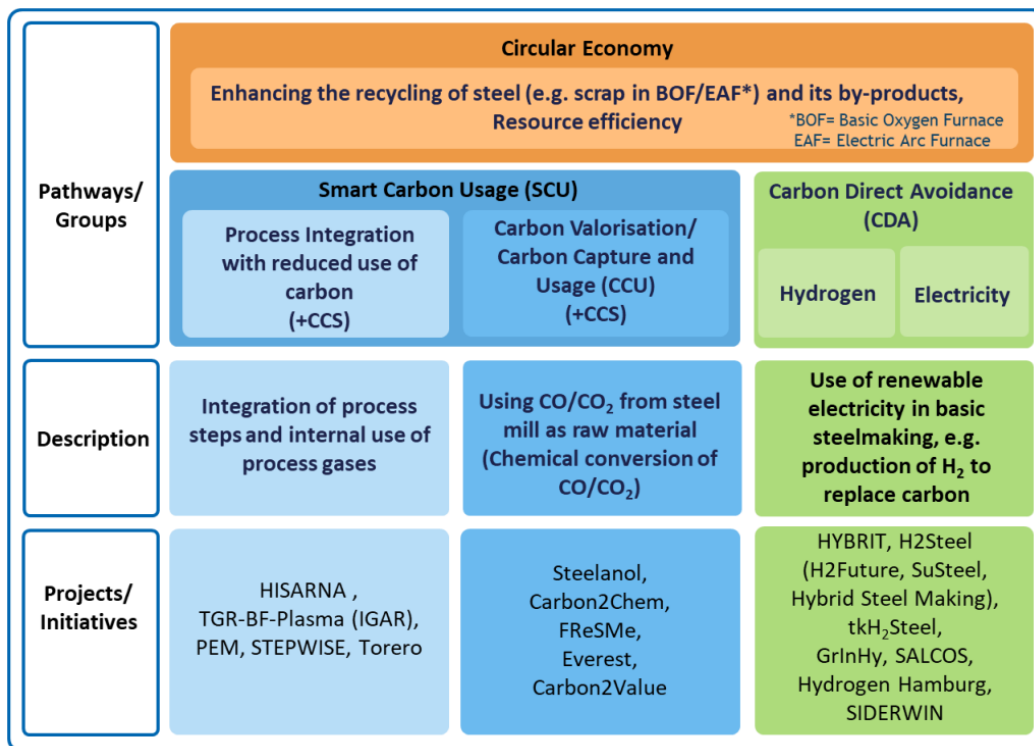 Circular Economy
Enhancing the recycling of steel (e.g. scrap in BOF/EAF*) and its by-products,
Resource efficiency
*BOF= Basic Oxygen Furnace
EAF= Electric Arc Furnace
Pathways/
Groups
Smart Carbon Usage (SCU)
Process Integration
with reduced use of
carbon
(+CCS)
Carbon Valorisation/
Carbon Capture and
Usage (CCU)
(+CCS)
Carbon Direct Avoidance
(CDA)
Hydrogen
Electricity
Description
Integration of process
steps and internal use of
process gases
Using CO/CO₂ from steel
mill as raw material
(Chemical conversion of
CO/CO₂)
Use of renewable
electricity in basic
steelmaking, e.g.
production of H₂ to
replace carbon
Projects/
Initiatives
HISARNA ,
TGR-BF-Plasma (IGAR),
PEM, STEPWISE, Torero
Steelanol,
Carbon2Chem,
FReSMe,
Everest,
Carbon2Value
HYBRIT, H2Steel
(H2Future, SuSteel,
Hybrid Steel Making),
tkH₂Steel,
GrInHy, SALCOS,
Hydrogen Hamburg,
SIDERWIN